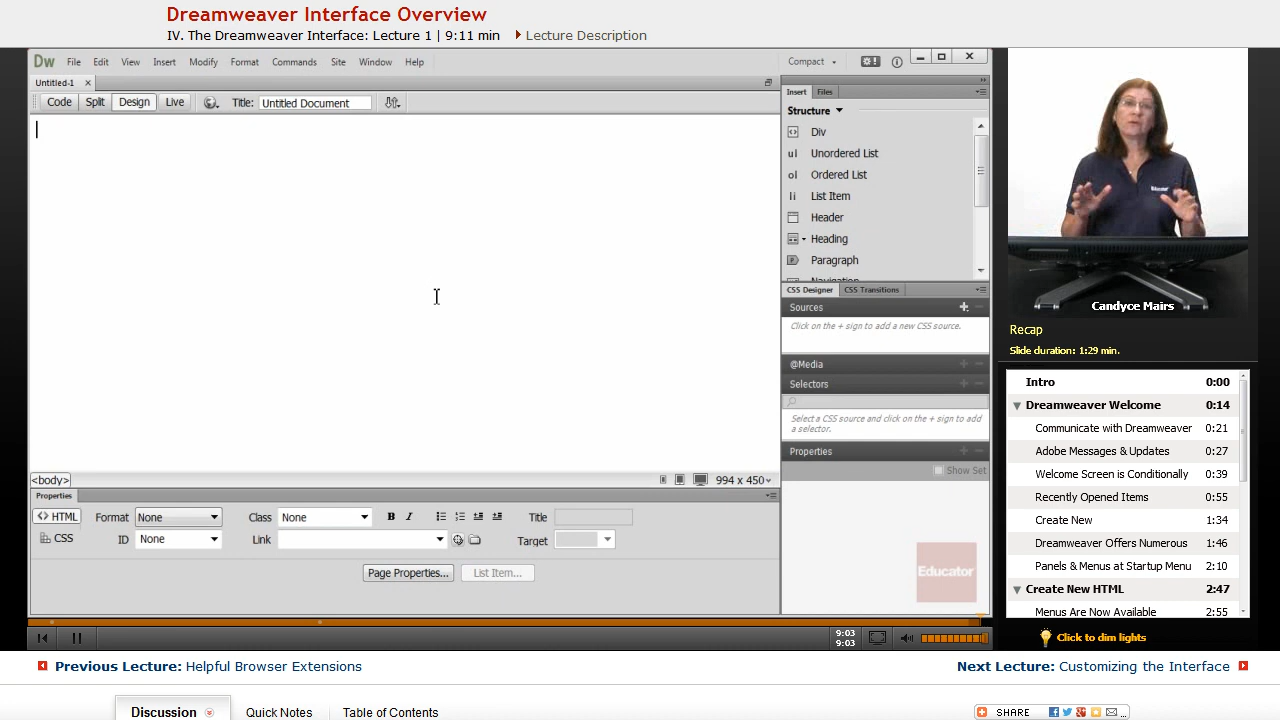 Dreamweaver Interface Overview
IV. The Dreamweaver Interface: Lecture 1 | 9:11 min
Lecture Description
Dw File Edit View Insert Modify Format Commands Site Window Help
Compact
Untitled-1 x
Code Split Design Live Title: Untitled Document
Insert Files
Structure
Div
ul Unordered List
ol Ordered List
li List Item
Header
Heading
Paragraph
Navigation
CSS Designer CSS Transitions
Sources
Click on the + sign to add a new CSS source.
@Media
Selectors
Select a CSS source and click on the + sign to add
a selector.
Properties
Show Set
<body> 994 x 450
Properties
<> HTML Format None Class None B I Title
CSS ID None Link Target
Page Properties... List Item...
Educator
Educator
Candyce Mairs
Recap
Slide duration: 1:29 min.
Intro 0:00
Dreamweaver Welcome 0:14
Communicate with Dreamweaver 0:21
Adobe Messages & Updates 0:27
Welcome Screen is Conditionally 0:39
Recently Opened Items 0:55
Create New 1:34
Dreamweaver Offers Numerous 1:46
Panels & Menus at Startup Menu 2:10
Create New HTML 2:47
Menus Are Now Available 2:55
9:03
9:03
Click to dim lights
Previous Lecture: Helpful Browser Extensions
Next Lecture: Customizing the Interface
Discussion Quick Notes Table of Contents
SHARE ...